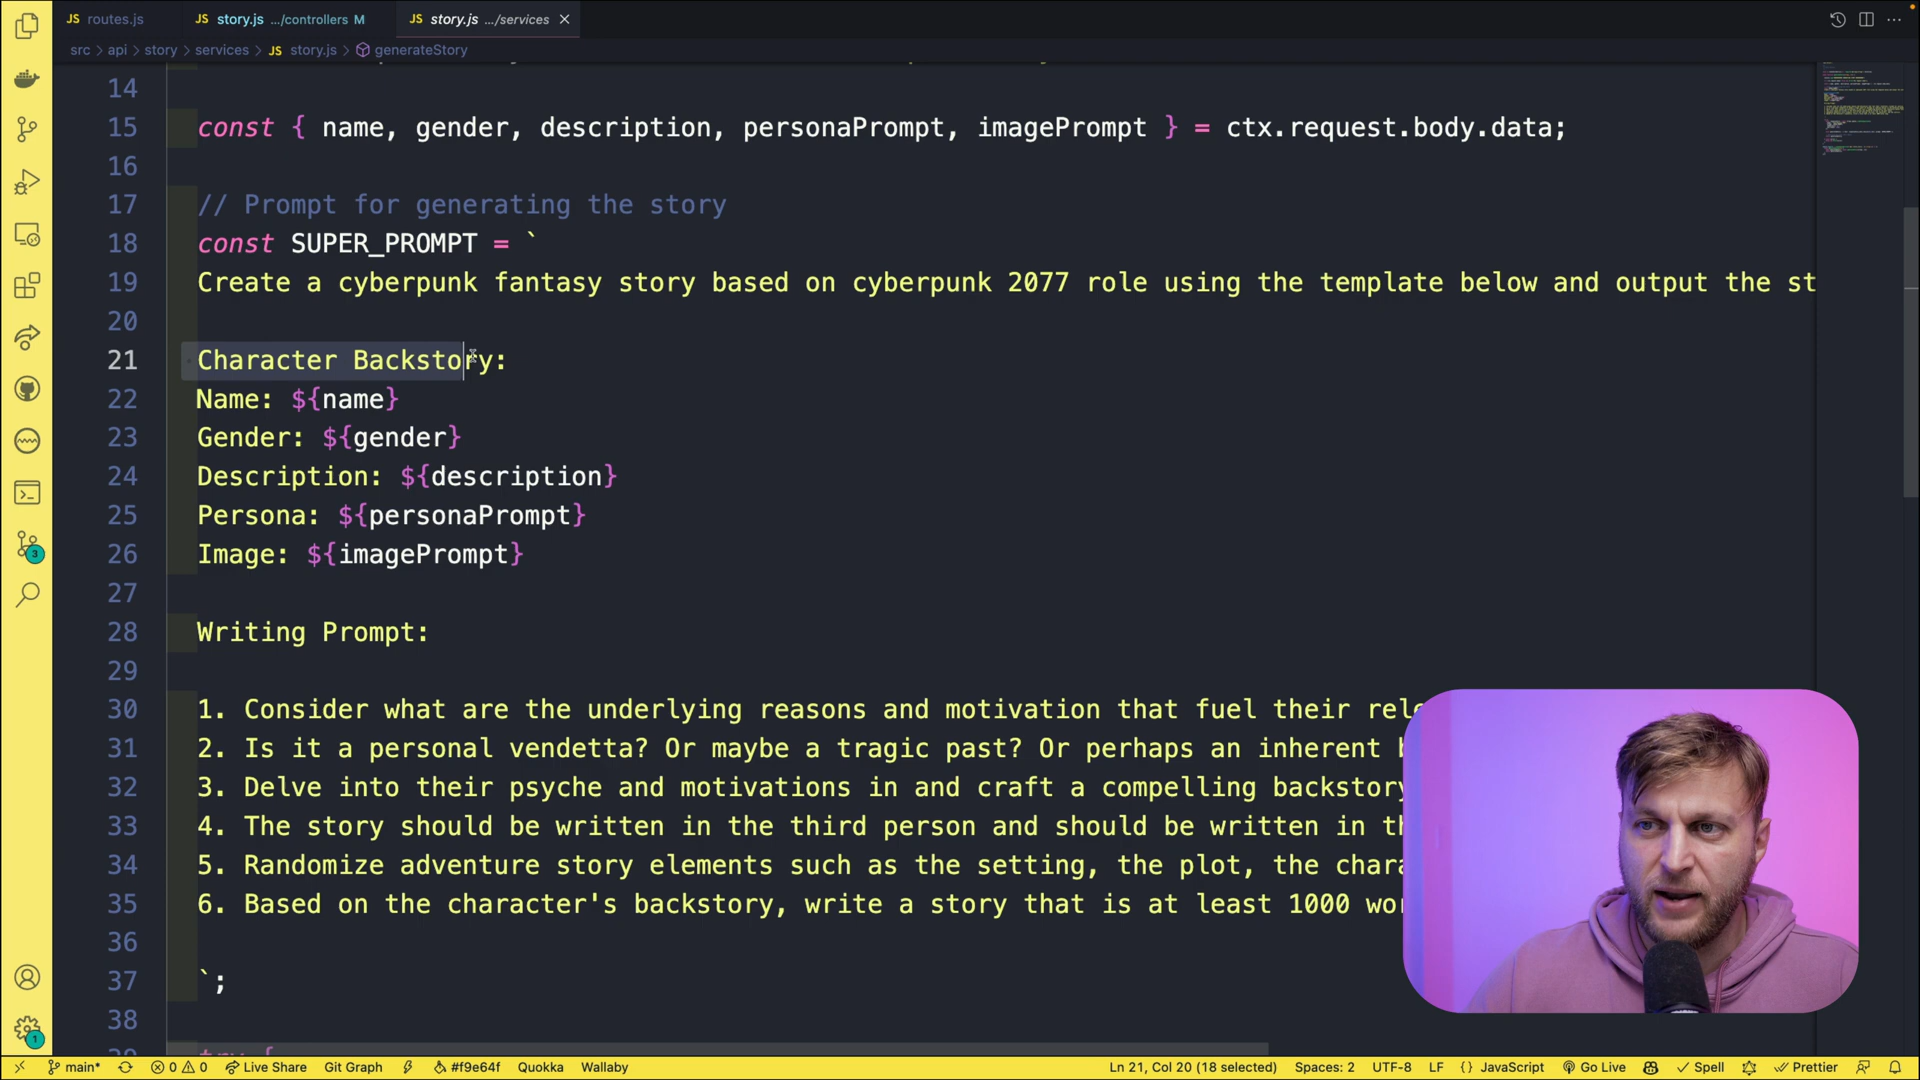 JS routes.js
JS story.js .../controllers M
JS story.js .../services
src > api > story > services > JS story.js > generateStory
14
15 const { name, gender, description, personaPrompt, imagePrompt } = ctx.request.body.data;
16
17 // Prompt for generating the story
18 const SUPER_PROMPT = `
19 Create a cyberpunk fantasy story based on cyberpunk 2077 role using the template below and output the st
20
21 Character Backstory:
22 Name: ${name}
23 Gender: ${gender}
24 Description: ${description}
25 Persona: ${personaPrompt}
26 Image: ${imagePrompt}
27
28 Writing Prompt:
29
30 1. Consider what are the underlying reasons and motivation that fuel their rel
31 2. Is it a personal vendetta? Or maybe a tragic past? Or perhaps an inherent
32 3. Delve into their psyche and motivations in and craft a compelling backstory
33 4. The story should be written in the third person and should be written in th
34 5. Randomize adventure story elements such as the setting, the plot, the chara
35 6. Based on the character's backstory, write a story that is at least 1000 wo
36
37 `;
38
try {
3
1
main* 0 0 Live Share Git Graph #f9e64f Quokka Wallaby Ln 21, Col 20 (18 selected) Spaces: 2 UTF-8 LF {} JavaScript Go Live Spell Prettier